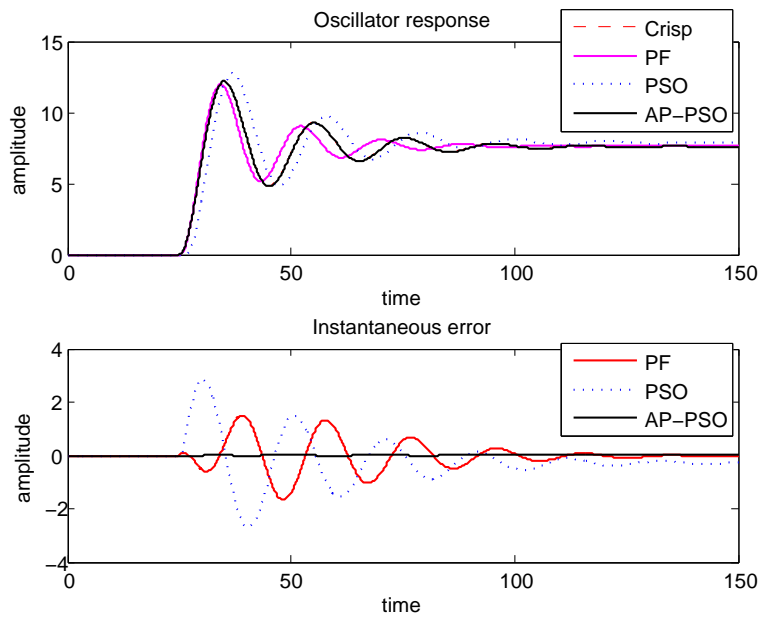 Oscillator response
Crisp
PF
PSO
AP−PSO
15
10
5
0
amplitude
0
50
100
150
time
Instantaneous error
PF
PSO
AP−PSO
4
2
0
−2
−4
amplitude
0
50
100
150
time